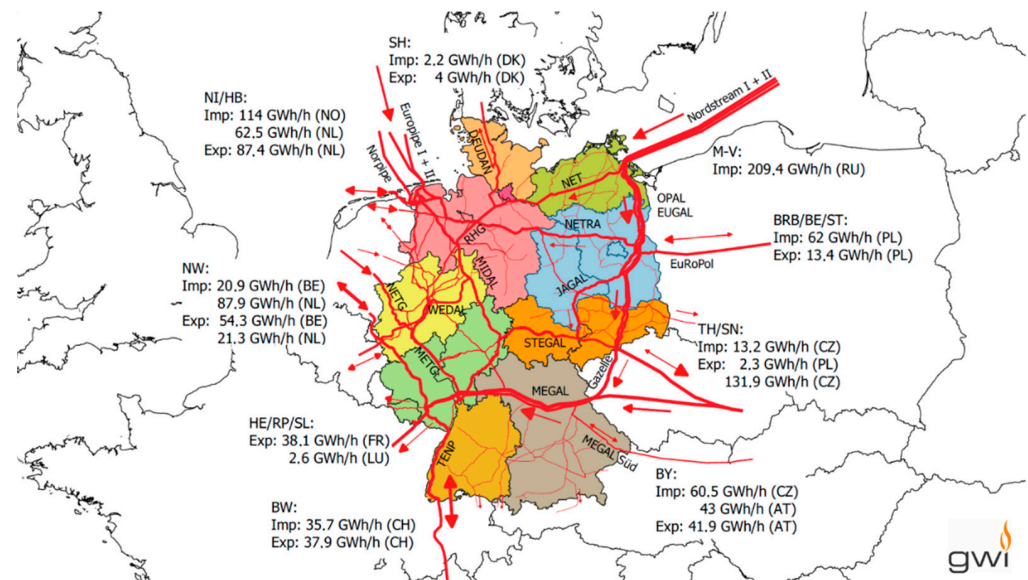 SH:
Imp: 2,2 GWh/h (DK)
Exp: 4 GWh/h (DK)
NI/HB:
Imp: 114 GWh/h (NO)
62.5 GWh/h (NL)
Exp: 87.4 GWh/h (NL)
Europipe I + II
Norpipe
DEUDAN
Nordstream I + II
M-V:
Imp: 209.4 GWh/h (RU)
NET
OPAL
EUGAL
NETRA
RHG
BRB/BE/ST:
Imp: 62 GWh/h (PL)
Exp: 13.4 GWh/h (PL)
EuRoPol
MIDAL
JAGAL
NW:
Imp: 20.9 GWh/h (BE)
87.9 GWh/h (NL)
Exp: 54.3 GWh/h (BE)
21.3 GWh/h (NL)
NETG
WEDAL
METG
STEGAL
Gazelle
TH/SN:
Imp: 13.2 GWh/h (CZ)
Exp: 2.3 GWh/h (PL)
131.9 GWh/h (CZ)
MEGAL
HE/RP/SL:
Exp: 38.1 GWh/h (FR)
2.6 GWh/h (LU)
TENP
MEGAL Süd
BY:
Imp: 60.5 GWh/h (CZ)
43 GWh/h (AT)
Exp: 41.9 GWh/h (AT)
BW:
Imp: 35.7 GWh/h (CH)
Exp: 37.9 GWh/h (CH)
gwi